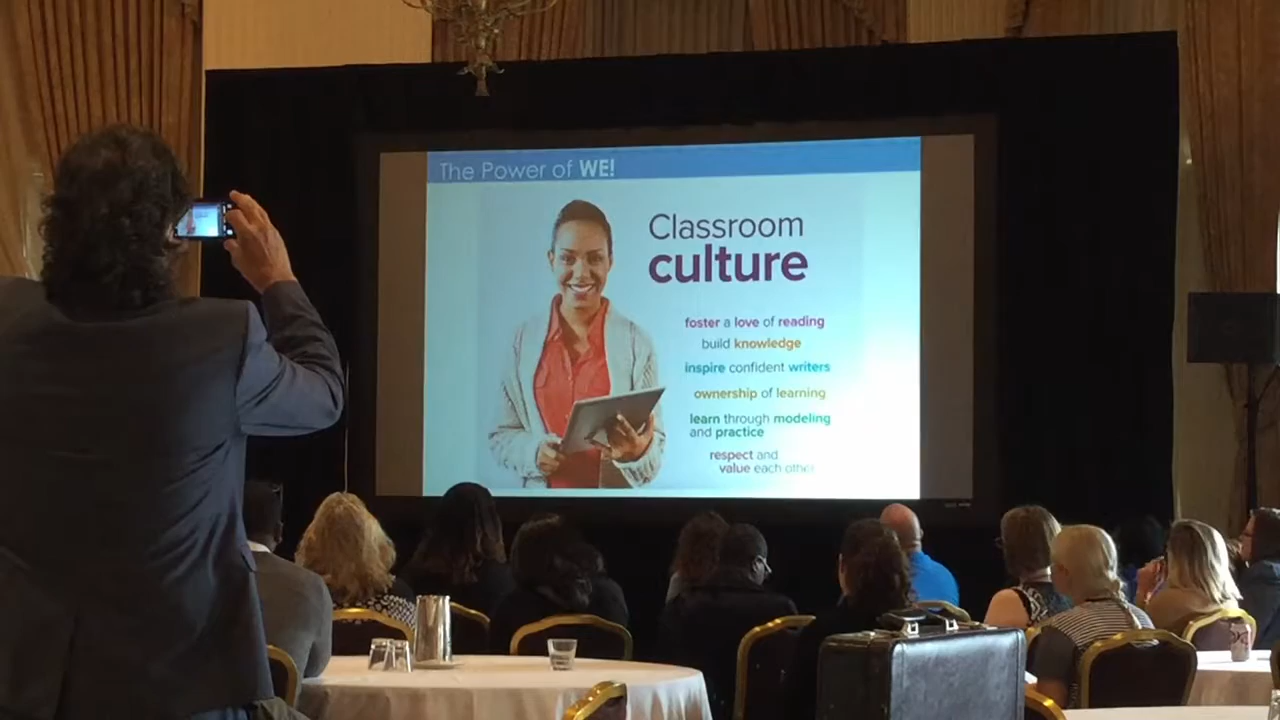 The Power of WE!
Classroom
culture
foster a love of reading
build knowledge
inspire confident writers
ownership of learning
learn through modeling
and practice
respect and
value each other